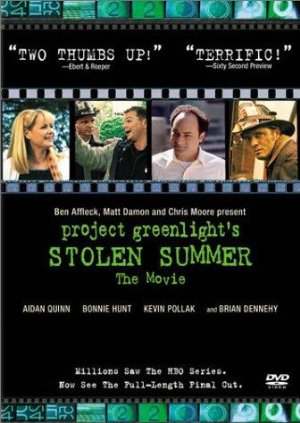 "TWO THUMBS UP!"
—Ebert & Roeper
"TERRIFIC!"
—Sixty Second Preview
Ben Affleck, Matt Damon and Chris Moore present
project greenlight's
STOLEN SUMMER
The Movie
AIDAN QUINN BONNIE HUNT KEVIN POLLAK and BRIAN DENNEHY
Millions Saw The HBO Series.
Now See The Full-Length Final Cut.
DVD